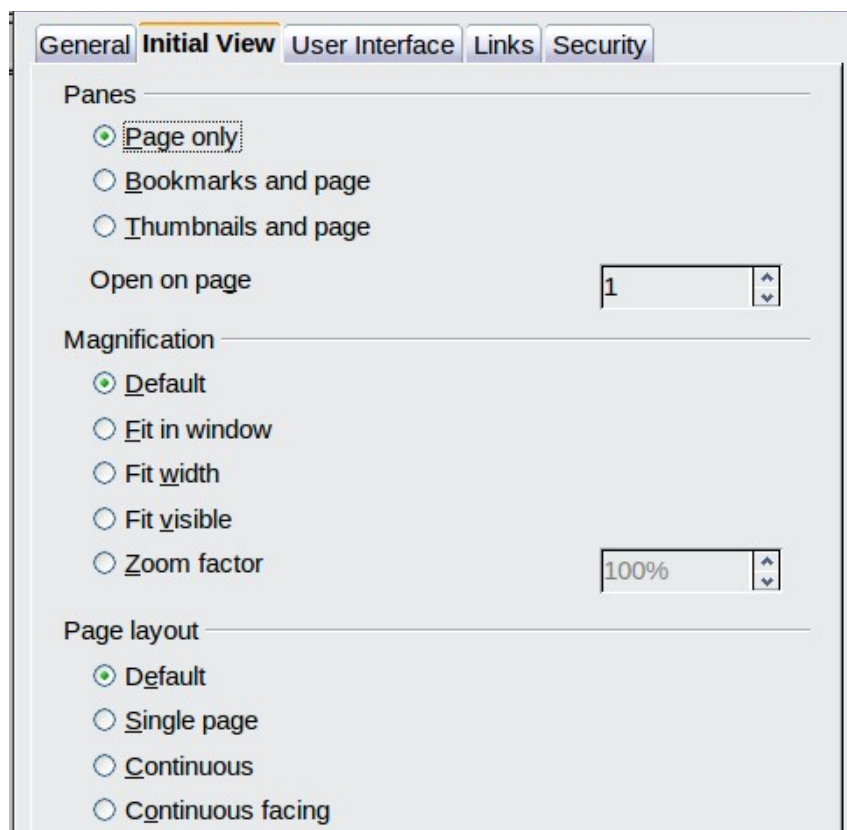 General Initial View User Interface Links Security
Panes
Page only
Bookmarks and page
Thumbnails and page
Open on page 1
Magnification
Default
Fit in window
Fit width
Fit visible
Zoom factor 100%
Page layout
Default
Single page
Continuous
Continuous facing